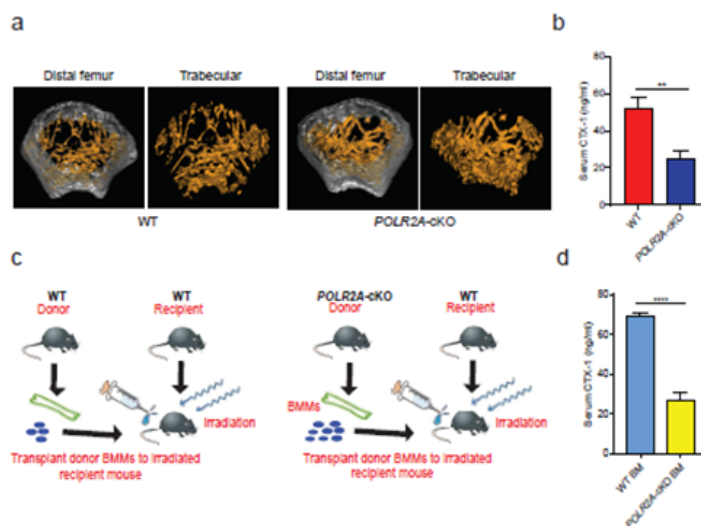 a
Distal femur Trabecular Distal femur Trabecular
WT POLR2A-cKO
b
Serum CTX-1 (ng/ml)
80
60
40
20
0
**
WT
POLR2A-cKO
c
WT WT POLR2A-cKO WT
Donor Recipient Donor Recipient
BMMs
Irradiation Irradiation
Transplant donor BMMs to irradiated
recipient mouse
Transplant donor BMMs to irradiated
recipient mouse
d
Serum CTX-1 (ng/ml)
80
60
40
20
0
****
WT BM
POLR2A-cKO BM